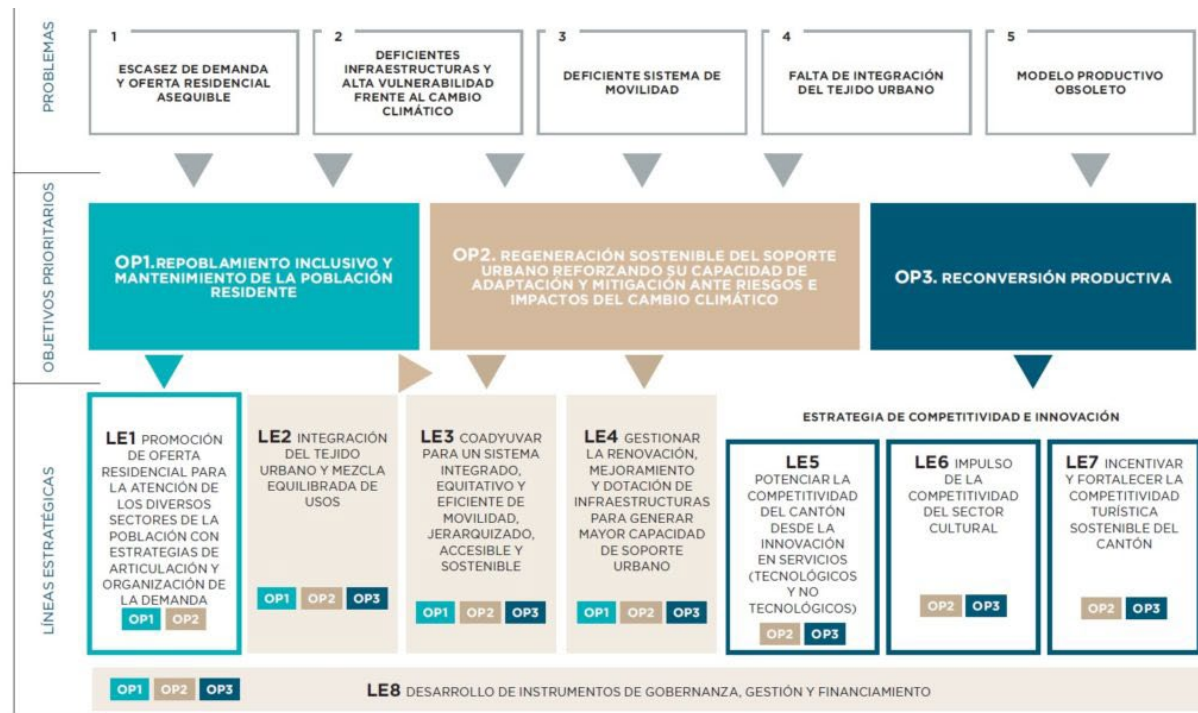 PROBLEMAS
1
ESCASEZ DE DEMANDA
Y OFERTA RESIDENCIAL
ASEQUIBLE
2
DEFICIENTES
INFRAESTRUCTURAS Y
ALTA VULNERABILIDAD
FRENTE AL CAMBIO
CLIMÁTICO
3
DEFICIENTE SISTEMA DE
MOVILIDAD
4
FALTA DE INTEGRACIÓN
DEL TEJIDO URBANO
5
MODELO PRODUCTIVO
OBSOLETO
OBJETIVOS PRIORITARIOS
OP1.REPOBLAMIENTO INCLUSIVO Y
MANTENIMIENTO DE LA POBLACIÓN
RESIDENTE
OP2. REGENERACIÓN SOSTENIBLE DEL SOPORTE
URBANO REFORZANDO SU CAPACIDAD DE
ADAPTACIÓN Y MITIGACIÓN ANTE RIESGOS E
IMPACTOS DEL CAMBIO CLIMÁTICO
OP3. RECONVERSIÓN PRODUCTIVA
LÍNEAS ESTRATÉGICAS
LE1 PROMOCIÓN
DE OFERTA
RESIDENCIAL PARA
LA ATENCIÓN DE
LOS DIVERSOS
SECTORES DE LA
POBLACIÓN CON
ESTRATEGIAS DE
ARTICULACIÓN Y
ORGANIZACIÓN DE
LA DEMANDA
OP1 OP2
LE2 INTEGRACIÓN
DEL TEJIDO
URBANO Y MEZCLA
EQUILIBRADA DE
USOS
OP1 OP2 OP3
LE3 COADYUVAR
PARA UN SISTEMA
INTEGRADO,
EQUITATIVO Y
EFICIENTE DE
MOVILIDAD,
JERARQUIZADO,
ACCESIBLE Y
SOSTENIBLE
OP1 OP2 OP3
LE4 GESTIONAR
LA RENOVACIÓN,
MEJORAMIENTO
Y DOTACIÓN DE
INFRAESTRUCTURAS
PARA GENERAR
MAYOR CAPACIDAD
DE SOPORTE
URBANO
OP1 OP2 OP3
ESTRATEGIA DE COMPETITIVIDAD E INNOVACIÓN
LE5
POTENCIAR LA
COMPETITIVIDAD
DEL CANTÓN
DESDE LA
INNOVACIÓN
EN SERVICIOS
(TECNOLÓGICOS
Y NO
TECNOLÓGICOS)
OP2 OP3
LE6 IMPULSO
DE LA
COMPETITIVIDAD
DEL SECTOR
CULTURAL
OP2 OP3
LE7 INCENTIVAR
Y FORTALECER LA
COMPETITIVIDAD
TURÍSTICA
SOSTENIBLE DEL
CANTÓN
OP2 OP3
OP1 OP2 OP3
LE8 DESARROLLO DE INSTRUMENTOS DE GOBERNANZA, GESTIÓN Y FINANCIAMIENTO